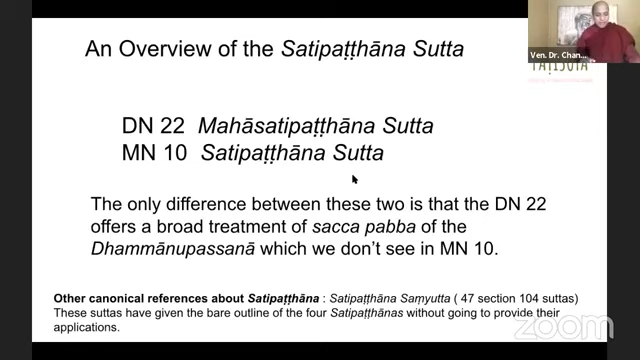 An Overview of the Satipaṭṭhāna Sutta
Ven. Dr. Chan...
PAṬISOTA
DN 22 Mahāsatipaṭṭhāna Sutta
MN 10 Satipaṭṭhāna Sutta
The only difference between these two is that the DN 22
offers a broad treatment of sacca pabba of the
Dhammānupassanā which we don't see in MN 10.
Other canonical references about Satipaṭṭhāna : Satipaṭṭhāna Saṃyutta ( 47 section 104 suttas)
These suttas have given the bare outline of the four Satipaṭṭhānas without going to provide their
applications.
zoom